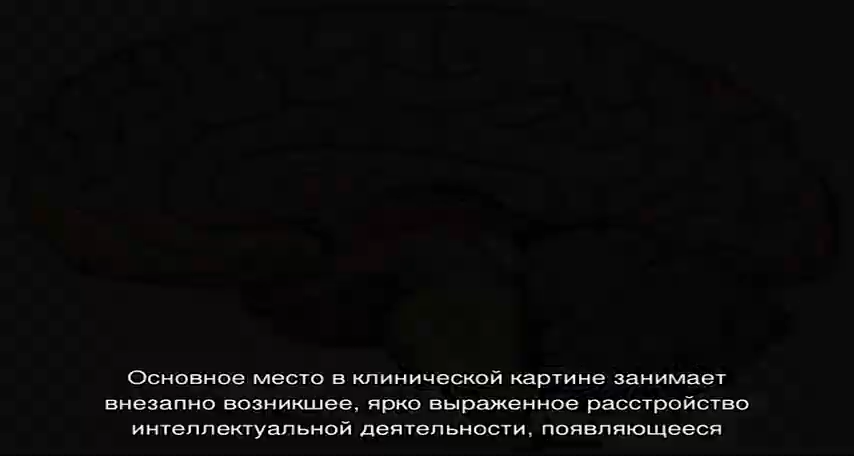 Основное место в клинической картине занимает
внезапно возникшее, ярко выраженное расстройство
интеллектуальной деятельности, появляющееся